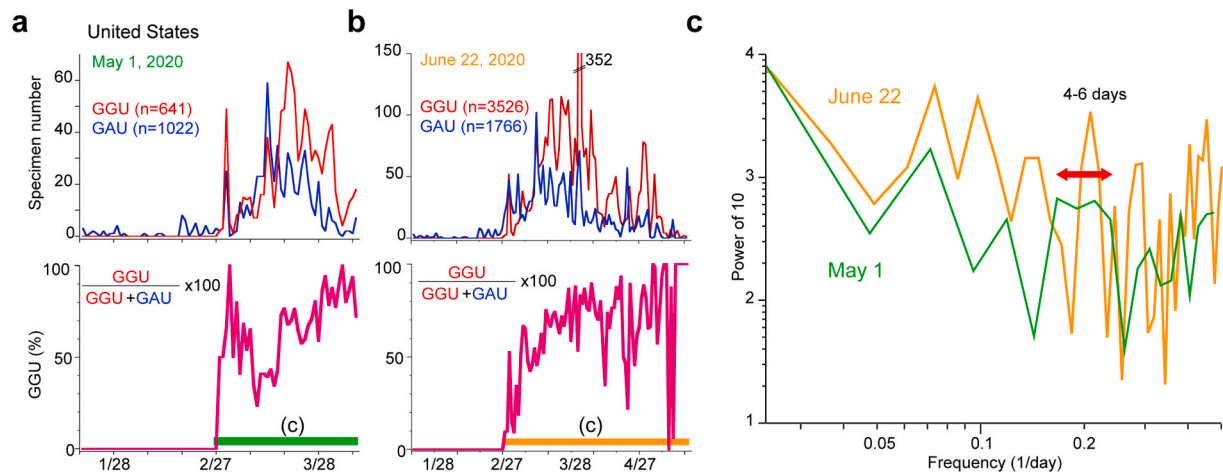 a
United States
May 1, 2020
GGU (n=641)
GAU (n=1022)
Specimen number
60
40
20
0
100
50
0
GGU (%)
GGU
GGU+GAU
x100
(c)
1/28
2/27
3/28
b
150
100
50
0
June 22, 2020
352
GGU (n=3526)
GAU (n=1766)
100
50
0
GGU
GGU+GAU
x100
(c)
1/28
2/27
3/28
4/27
c
4
3
2
1
Power of 10
June 22
4-6 days
May 1
0.05
0.1
0.2
Frequency (1/day)